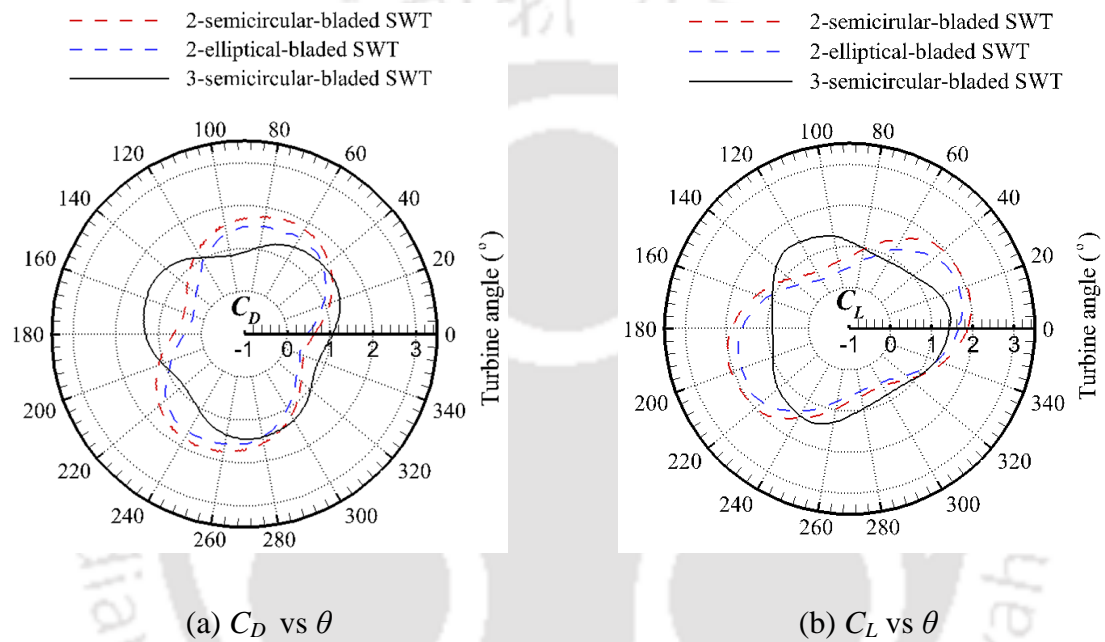 2-semicircular-bladed SWT
2-elliptical-bladed SWT
3-semicircular-bladed SWT
100 80
120 60
140 40
160 20
180 0
200 340
220 320
240 300
260 280
C_D
-1 0 1 2 3
Turbine angle (°)
(a) C_D vs θ
2-semicirular-bladed SWT
2-elliptical-bladed SWT
3-semicircular-bladed SWT
100 80
120 60
140 40
160 20
180 0
200 340
220 320
240 300
260 280
C_L
-1 0 1 2 3
Turbine angle (°)
(b) C_L vs θ